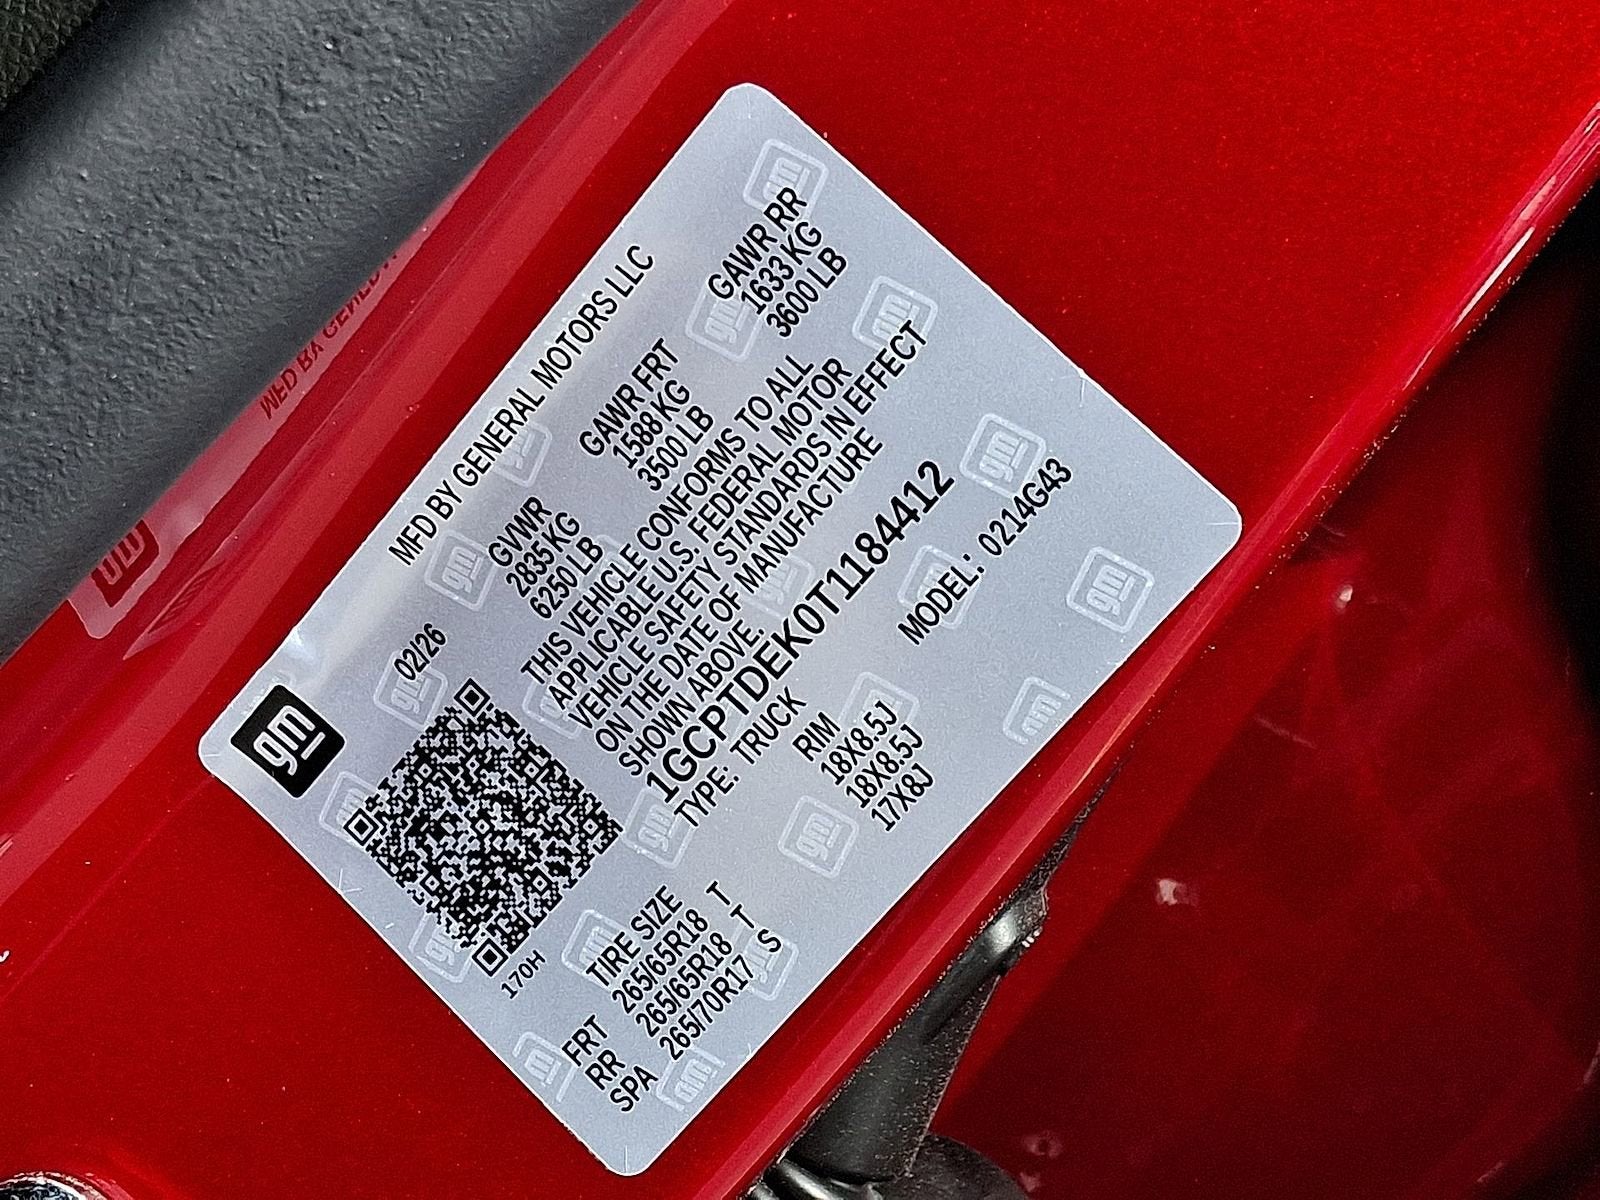 gm
02/26
MFD BY GENERAL MOTORS LLC
GVWR GAWR FRT GAWR RR
2835 KG 1588 KG 1633 KG
6250 LB 3500 LB 3600 LB
THIS VEHICLE CONFORMS TO ALL
APPLICABLE U.S. FEDERAL MOTOR
VEHICLE SAFETY STANDARDS IN EFFECT
ON THE DATE OF MANUFACTURE
SHOWN ABOVE.
1GCPTDEK0T1184412
TYPE: TRUCK MODEL: 0214G43
170H
TIRE SIZE RIM
FRT 265/65R18 T 18X8.5J
RR 265/65R18 T 18X8.5J
SPA 265/70R17 S 17X8J